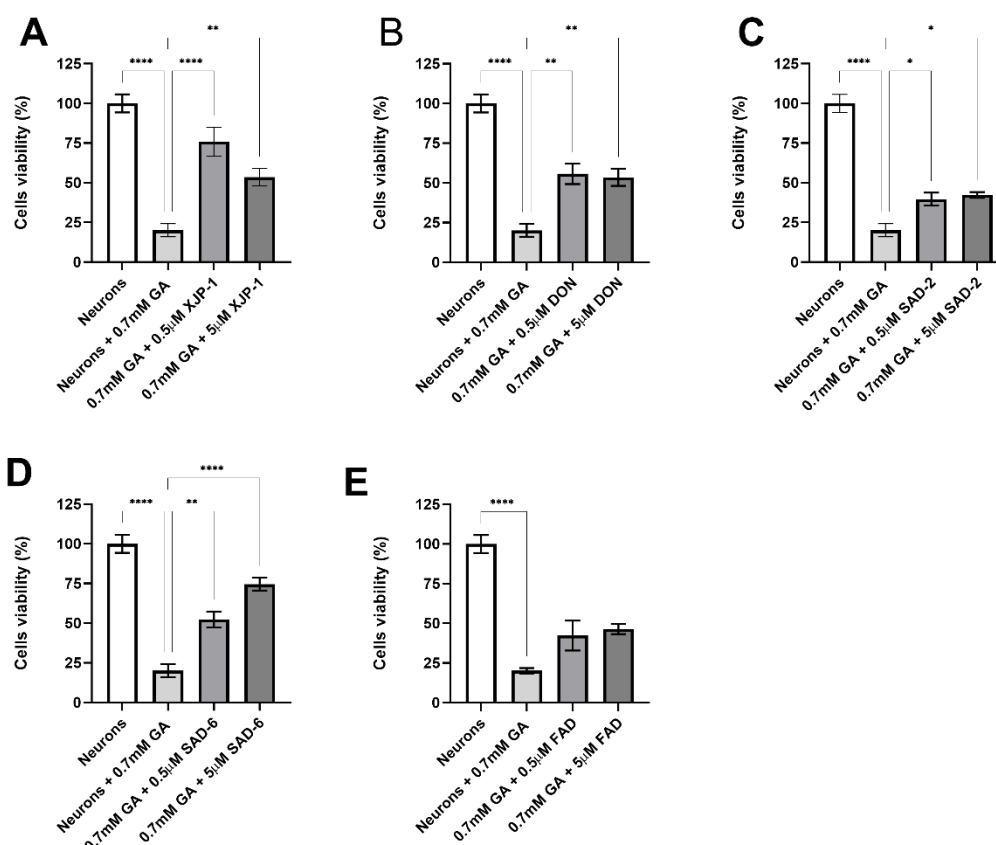 A
**
**** ****
125
100
75
50
25
0
Cells viability (%)
Neurons
Neurons + 0.7mM GA
0.7mM GA + 0.5μM XJP-1
0.7mM GA + 5μM XJP-1
B
**
**** **
125
100
75
50
25
0
Cells viability (%)
Neurons
Neurons + 0.7mM GA
0.7mM GA + 0.5μM DON
0.7mM GA + 5μM DON
C
*
**** *
125
100
75
50
25
0
Cells viability (%)
Neurons
Neurons + 0.7mM GA
0.7mM GA + 0.5μM SAD-2
0.7mM GA + 5μM SAD-2
D
****
**** **
125
100
75
50
25
0
Cells viability (%)
Neurons
Neurons + 0.7mM GA
0.7mM GA + 0.5μM SAD-6
0.7mM GA + 5μM SAD-6
E
****
125
100
75
50
25
0
Cells viability (%)
Neurons
Neurons + 0.7mM GA
0.7mM GA + 0.5μM FAD
0.7mM GA + 5μM FAD